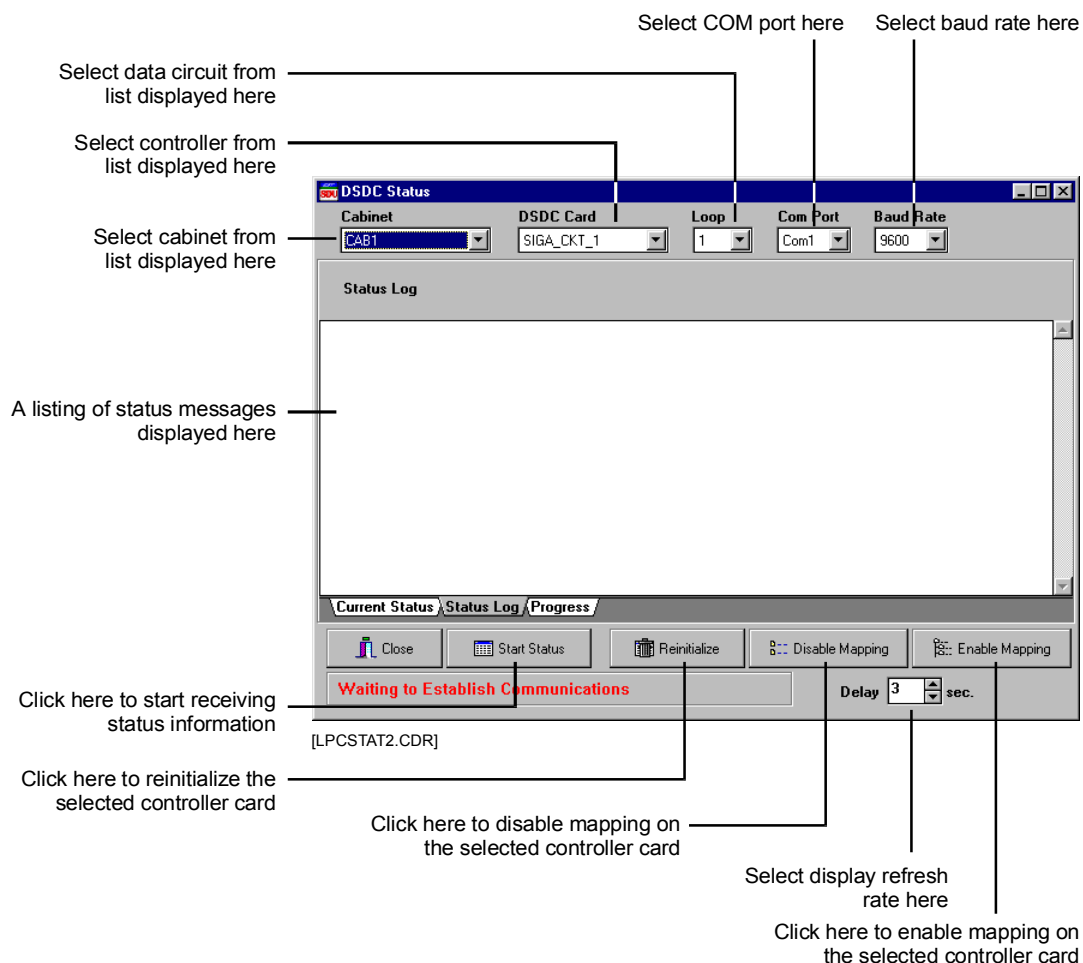 Select COM port here
Select baud rate here
Select data circuit from
list displayed here
Select controller from
list displayed here
Select cabinet from
list displayed here
SDU
DSDC Status
Cabinet
DSDC Card
Loop
Com Port
Baud Rate
CAB1
SIGA_CKT_1
1
Com1
9600
Status Log
A listing of status messages
displayed here
Current Status
Status Log
Progress
Close
Start Status
Reinitialize
Disable Mapping
Enable Mapping
Waiting to Establish Communications
Delay
3
sec.
Click here to start receiving
status information
[LPCSTAT2.CDR]
Click here to reinitialize the
selected controller card
Click here to disable mapping on
the selected controller card
Select display refresh
rate here
Click here to enable mapping on
the selected controller card